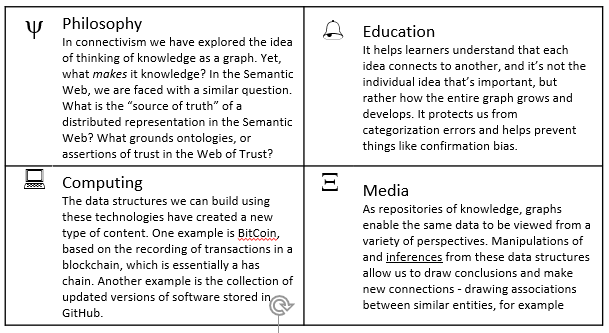 Ψ Philosophy
In connectivism we have explored the idea
of thinking of knowledge as a graph. Yet,
what makes it knowledge? In the Semantic
Web, we are faced with a similar question.
What is the “source of truth” of a
distributed representation in the Semantic
Web? What grounds ontologies, or
assertions of trust in the Web of Trust?
Education
It helps learners understand that each
idea connects to another, and it’s not the
individual idea that’s important, but
rather how the entire graph grows and
develops. It protects us from
categorization errors and helps prevent
things like confirmation bias.
Computing
The data structures we can build using
these technologies have created a new
type of content. One example is BitCoin,
based on the recording of transactions in a
blockchain, which is essentially a has
chain. Another example is the collection of
updated versions of software stored in
GitHub.
Ξ Media
As repositories of knowledge, graphs
enable the same data to be viewed from a
variety of perspectives. Manipulations of
and inferences from these data structures
allow us to draw conclusions and make
new connections - drawing associations
between similar entities, for example